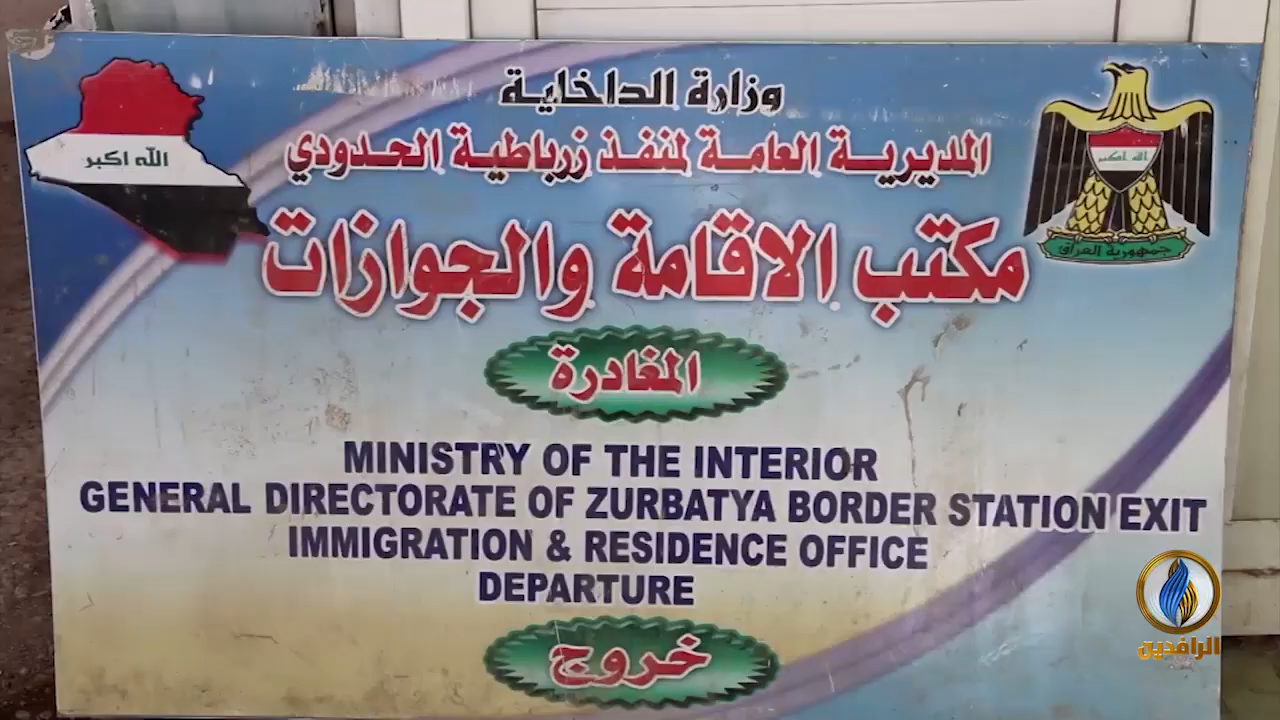 وزارة الداخلية
المديرية العامة لمنفذ زرباطية الحدودي
مكتب الاقامة والجوازات
المغادرة
MINISTRY OF THE INTERIOR
GENERAL DIRECTORATE OF ZURBATYA BORDER STATION EXIT
IMMIGRATION & RESIDENCE OFFICE
DEPARTURE
خروج
الله اكبر
الله اكبر
جمهورية العراق
الرافدين